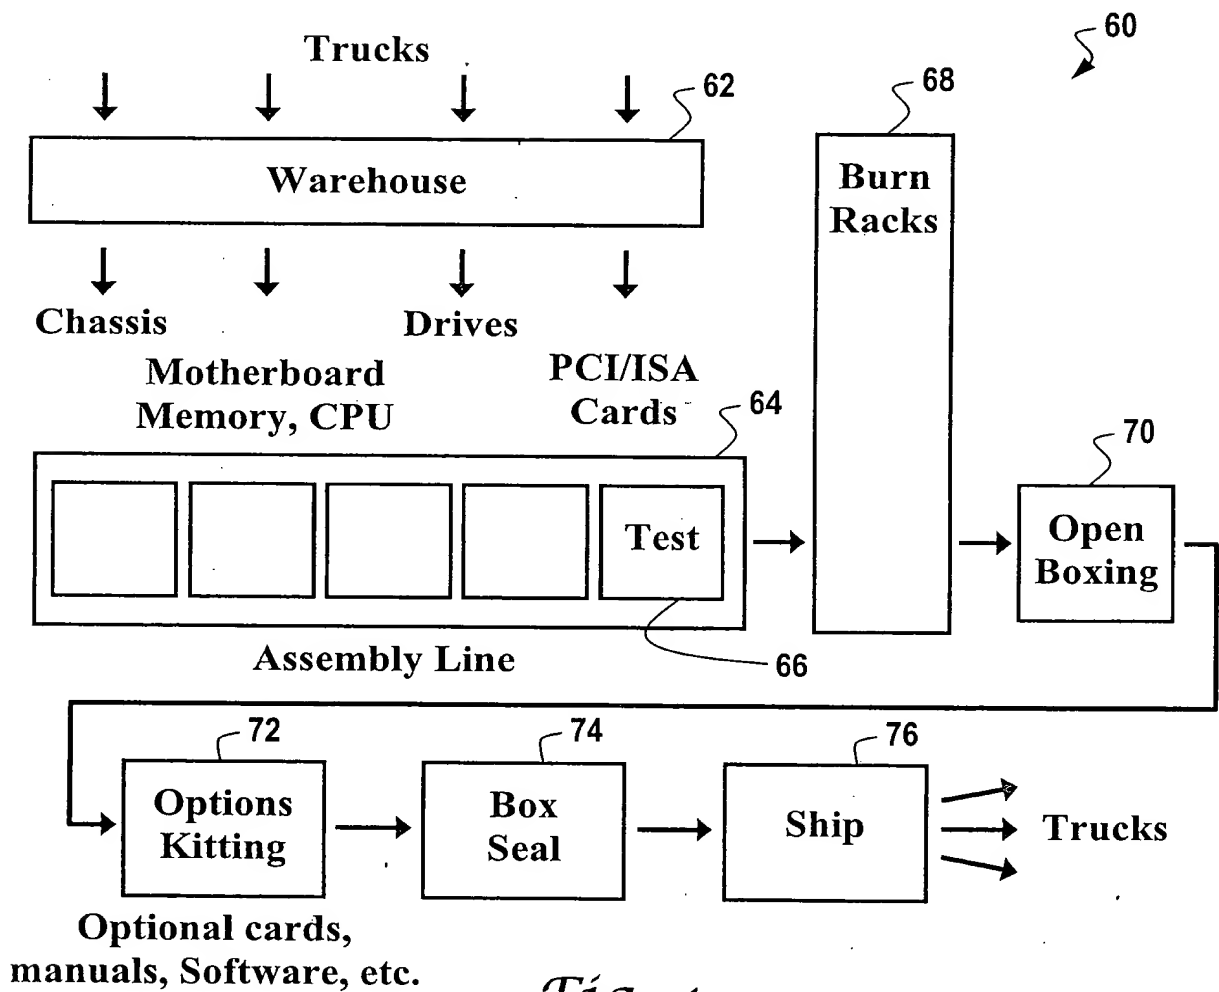 60
Trucks
62
68
Warehouse
Burn
Racks
Chassis
Drives
Motherboard
Memory, CPU
PCI/ISA
Cards
64
70
Test
Open
Boxing
Assembly Line
66
72
74
76
Options
Kitting
Box
Seal
Ship
Trucks
Optional cards,
manuals, Software, etc.